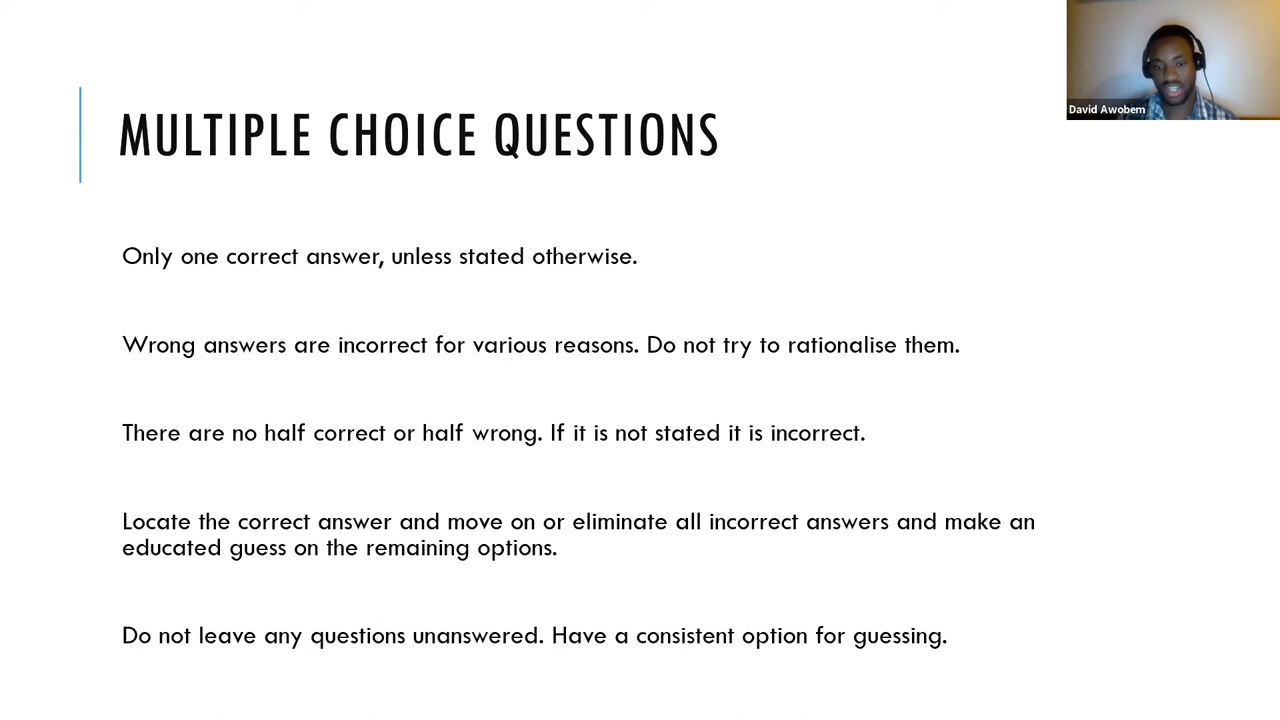 David Awobem
MULTIPLE CHOICE QUESTIONS
Only one correct answer, unless stated otherwise.
Wrong answers are incorrect for various reasons. Do not try to rationalise them.
There are no half correct or half wrong. If it is not stated it is incorrect.
Locate the correct answer and move on or eliminate all incorrect answers and make an
educated guess on the remaining options.
Do not leave any questions unanswered. Have a consistent option for guessing.